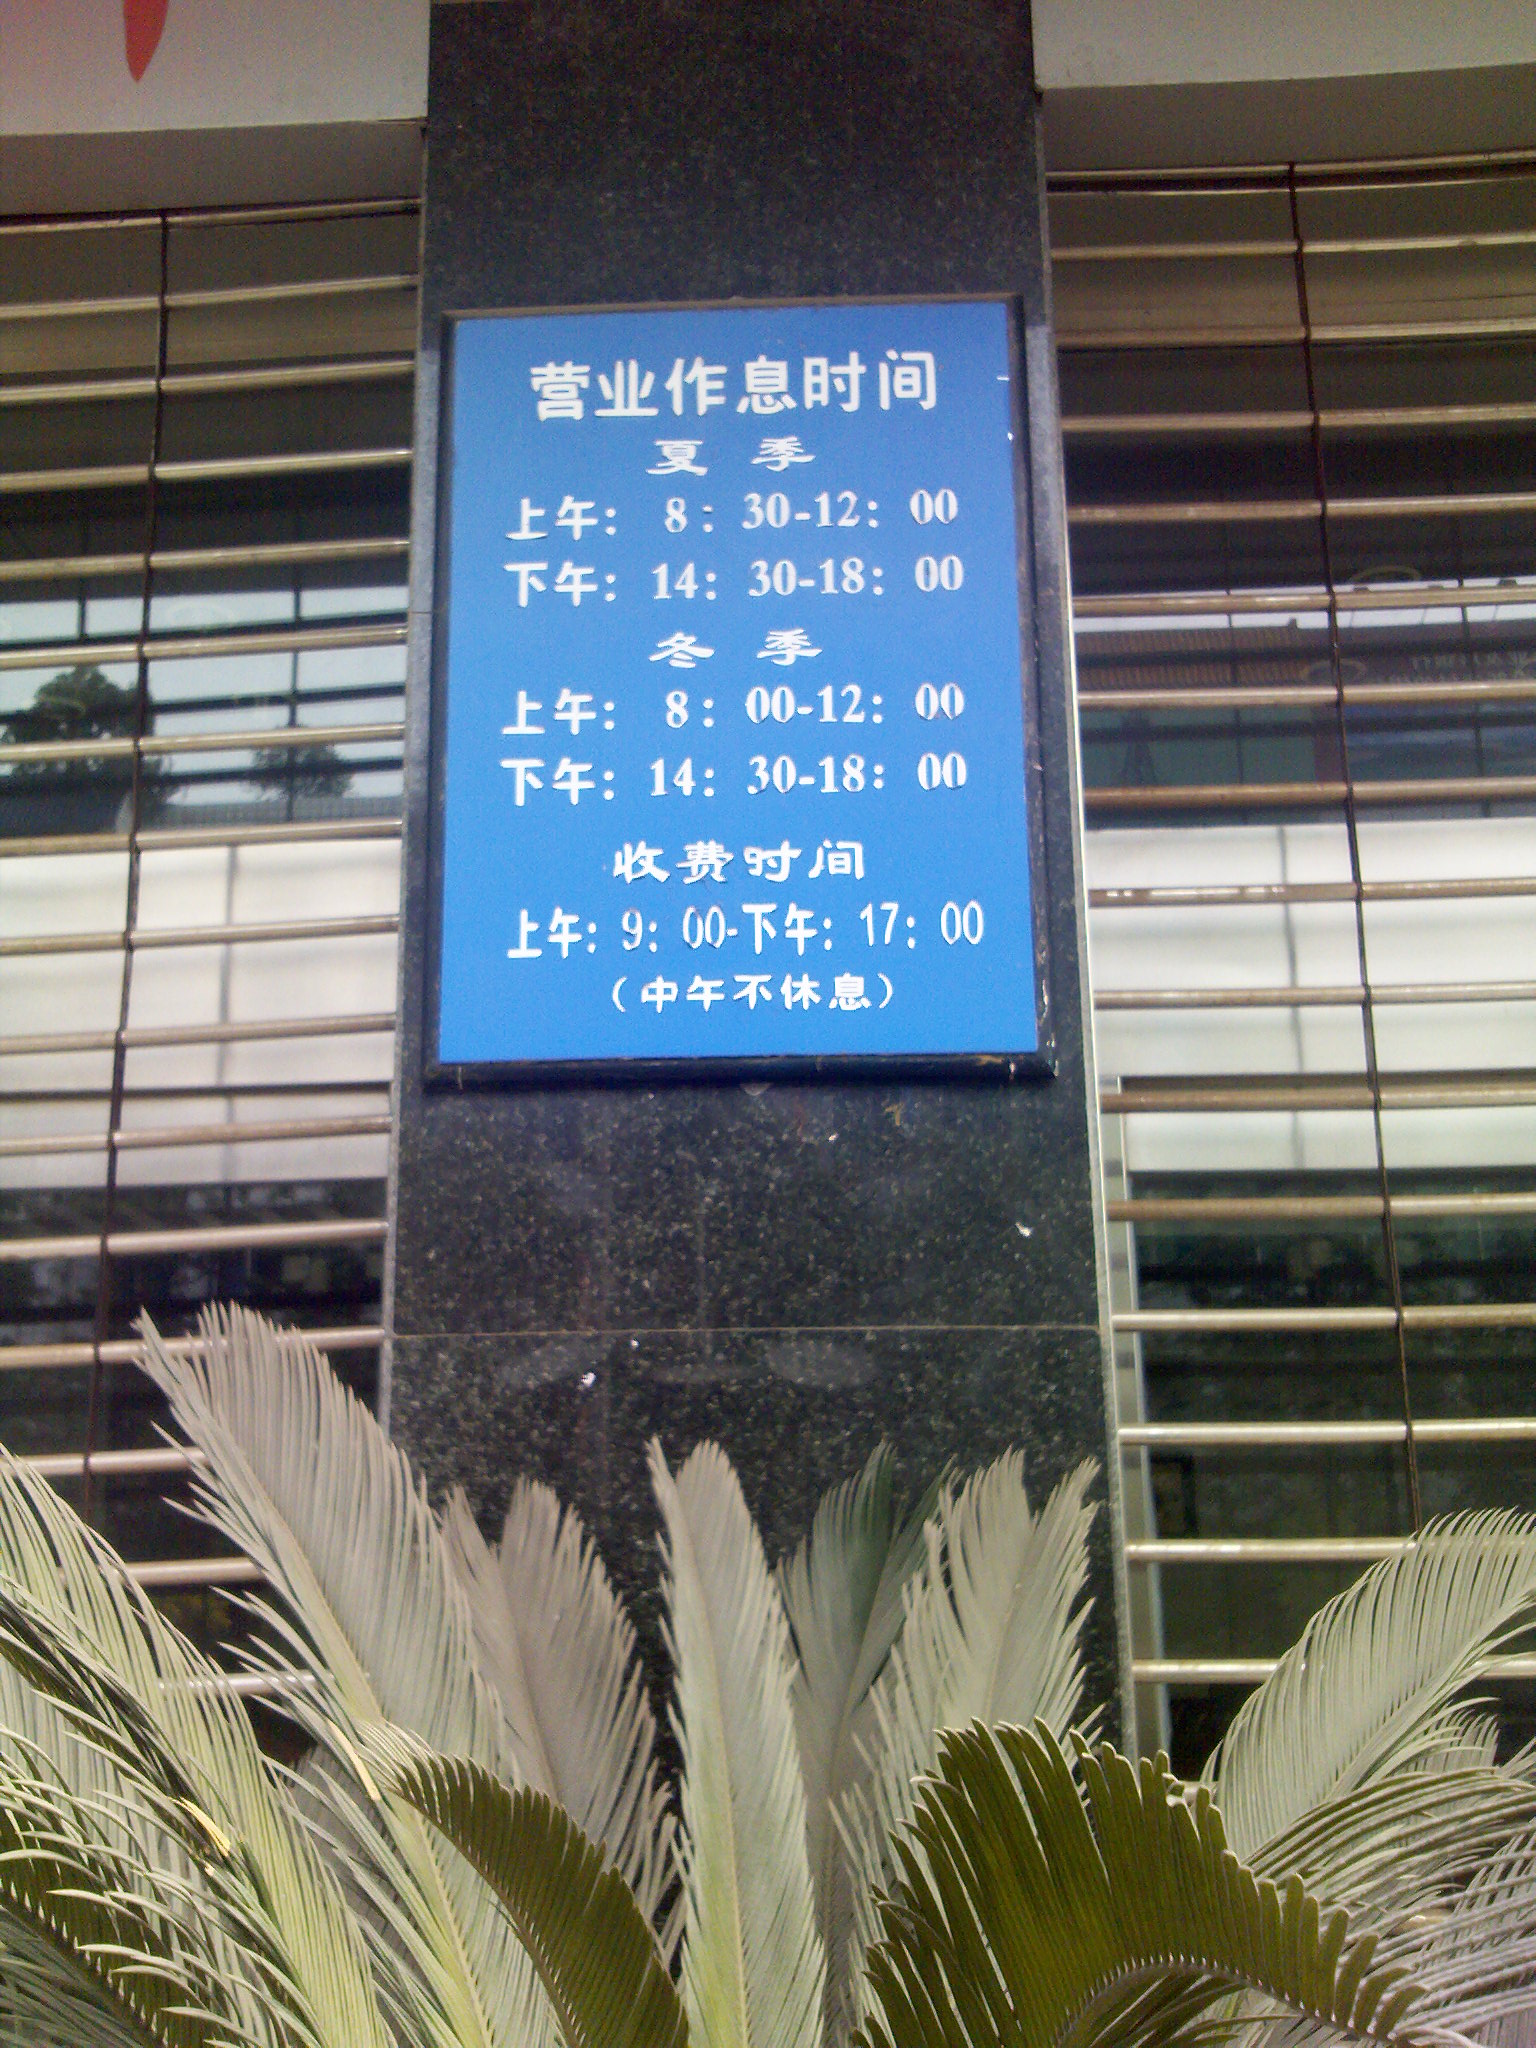 营业作息时间
夏 季
上午: 8:30-12:00
下午: 14:30-18:00
冬 季
上午: 8:00-12:00
下午: 14:30-18:00
收费时间
上午:9:00-下午:17:00
(中午不休息)